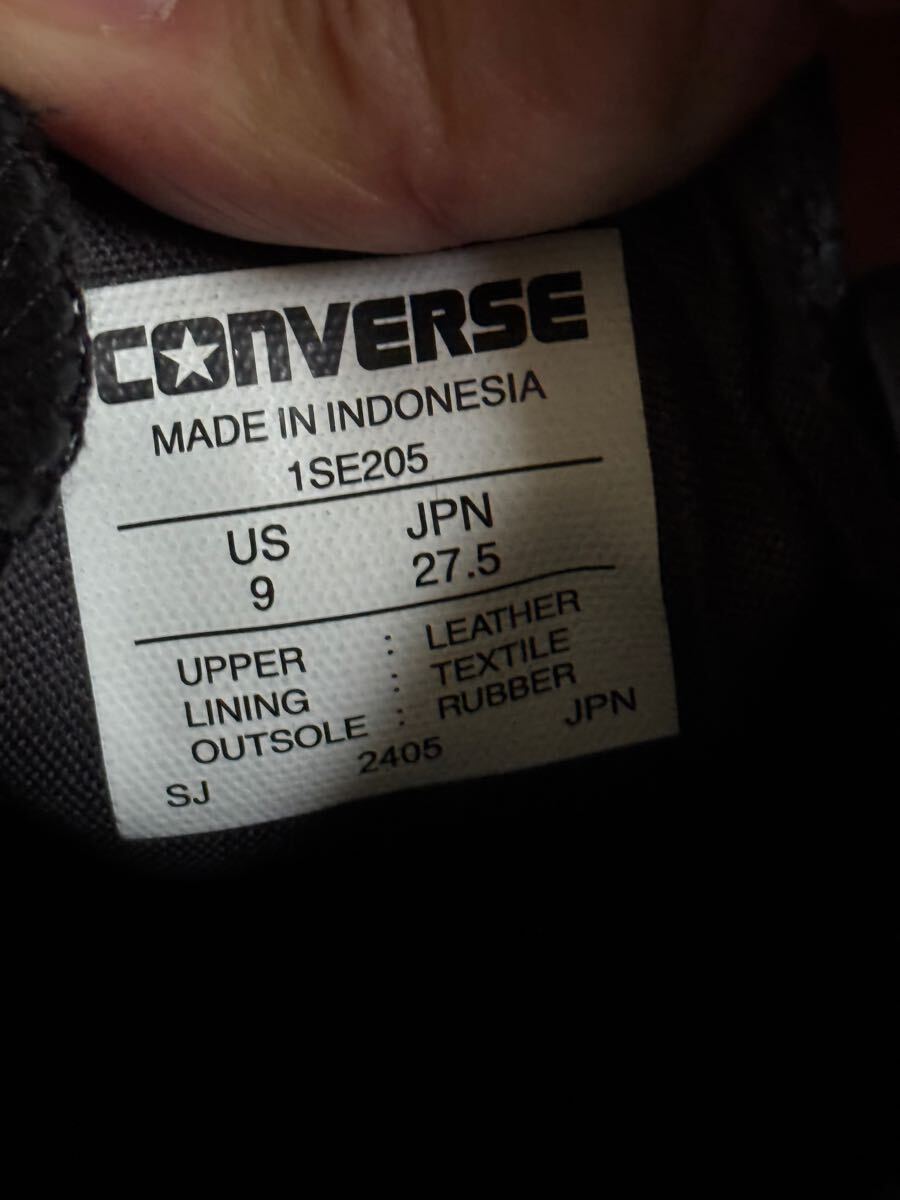 CONVERSE
MADE IN INDONESIA
1SE205
US JPN
9 27.5
UPPER : LEATHER
LINING : TEXTILE
OUTSOLE : RUBBER
SJ 2405 JPN